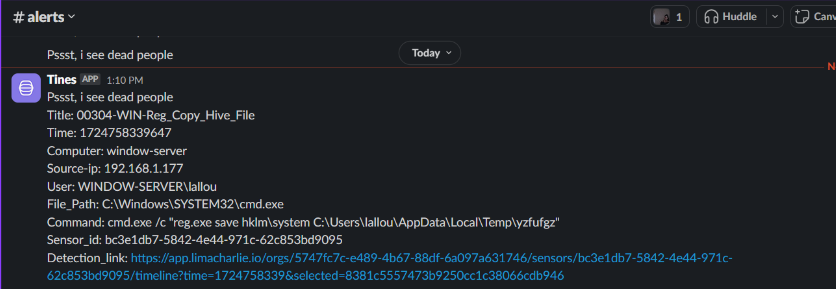 # alerts
1
Huddle
Canv
Pssst, i see dead people
Today
N
Tines APP 1:10 PM
Pssst, i see dead people
Title: 00304-WIN-Reg_Copy_Hive_File
Time: 1724758339647
Computer: window-server
Source-ip: 192.168.1.177
User: WINDOW-SERVER\lallou
File_Path: C:\Windows\SYSTEM32\cmd.exe
Command: cmd.exe /c "reg.exe save hklm\system C:\Users\lallou\AppData\Local\Temp\yzfufgz"
Sensor_id: bc3e1db7-5842-4e44-971c-62c853bd9095
Detection_link: https://app.limacharlie.io/orgs/5747fc7c-e489-4b67-88df-6a097a631746/sensors/bc3e1db7-5842-4e44-971c-
62c853bd9095/timeline?time=1724758339&selected=8381c5557473b9250cc1c38066cdb946